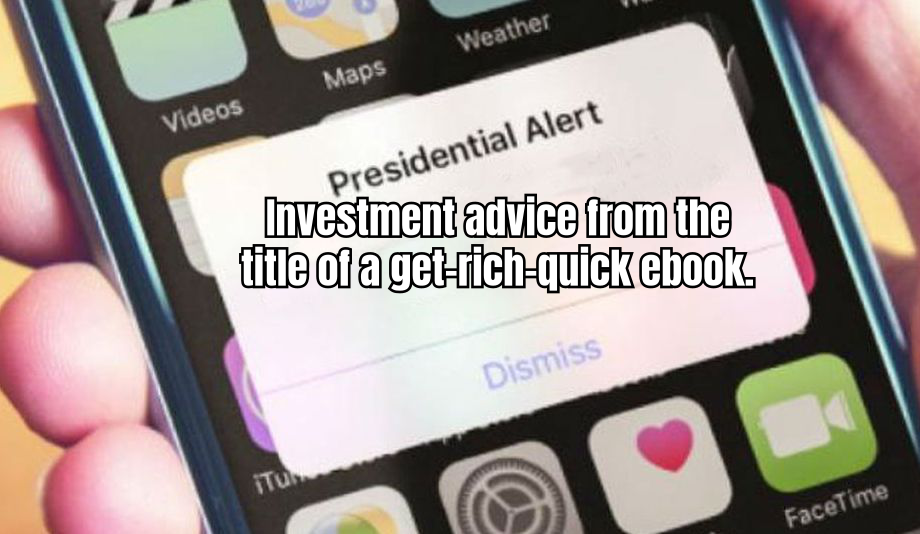 Weather
Maps
Videos
Presidential Alert
Investment advice from the
title of a get-rich-quick ebook.
Dismiss
FaceTime